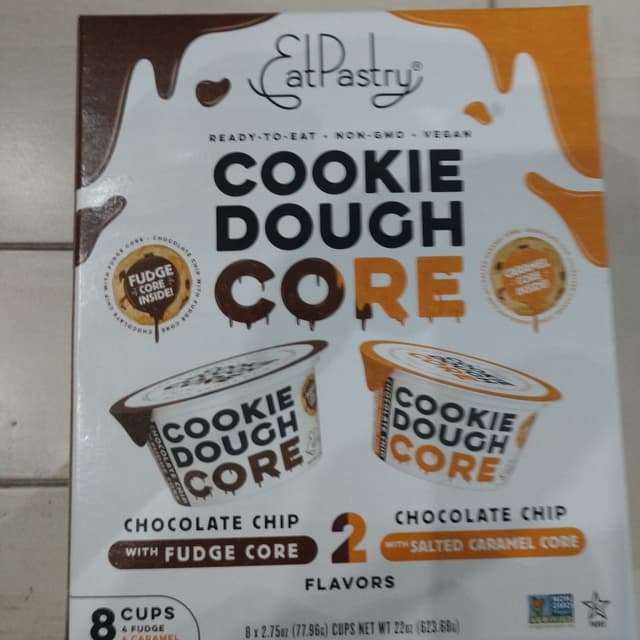 EatPastry®
READY-TO-EAT - NON-GMO - VEGAN
COOKIE
DOUGH
CORE
FUDGE
CORE
INSIDE!
COOKIE
DOUGH
CORE
COOKIE
DOUGH
CORE
CHOCOLATE CHIP
WITH FUDGE CORE
2
CHOCOLATE CHIP
WITH SALTED CARAMEL CORE
FLAVORS
8 CUPS
4 FUDGE
4 CARAMEL
8 x 2.75oz (77.96g) CUPS NET WT 22oz (623.68g)